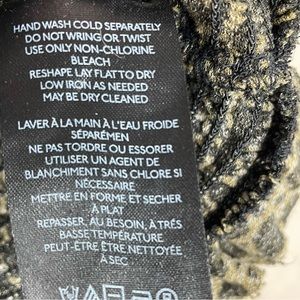 HAND WASH COLD SEPARATELY
DO NOT WRING OR TWIST
USE ONLY NON-CHLORINE
BLEACH
RESHAPE LAY FLAT TO DRY
LOW IRON AS NEEDED
MAY BE DRY CLEANED
LAVER À LA MAIN À L'EAU FROIDE
SÉPARÉMEN
NE PAS TORDRE OU ESSORER
UTILISER UN AGENT DE
BLANCHIMENT SANS CHLORE SI
NÉCESSAIRE
METTRE EN FORME ET SECHER
À PLAT
REPASSER, AU BESOIN, À TRÉS
BASSE TEMPÉRATURE
PEUT-ÊTRE ÊTRE NETTOYÉE
À SEC